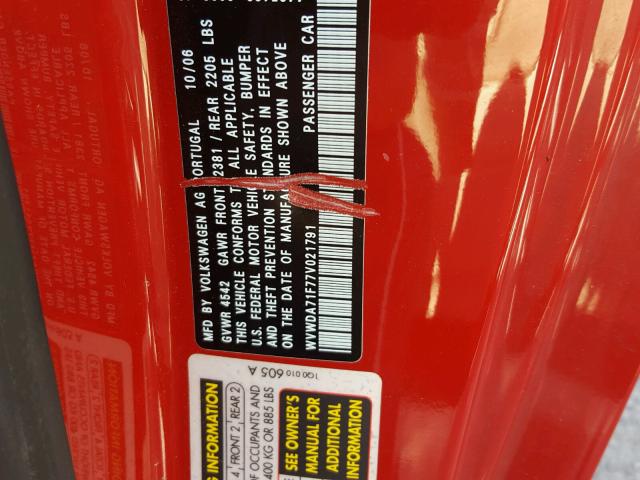 MFD BY VOLKSWAGEN AG PORTUGAL 10/06
GVWR 4542 GAWR FRONT 2381 / REAR 2205 LBS
THIS VEHICLE CONFORMS TO ALL APPLICABLE
U.S. FEDERAL MOTOR VEHICLE SAFETY, BUMPER
AND THEFT PREVENTION STANDARDS IN EFFECT
ON THE DATE OF MANUFACTURE SHOWN ABOVE
WVWDA71F77V021791 PASSENGER CAR
1Q0 010 605 A
G INFORMATION
4, FRONT 2, REAR 2
OF OCCUPANTS AND
400 KG OR 885 LBS
SEE OWNER'S
MANUAL FOR
ADDITIONAL
INFORMATION